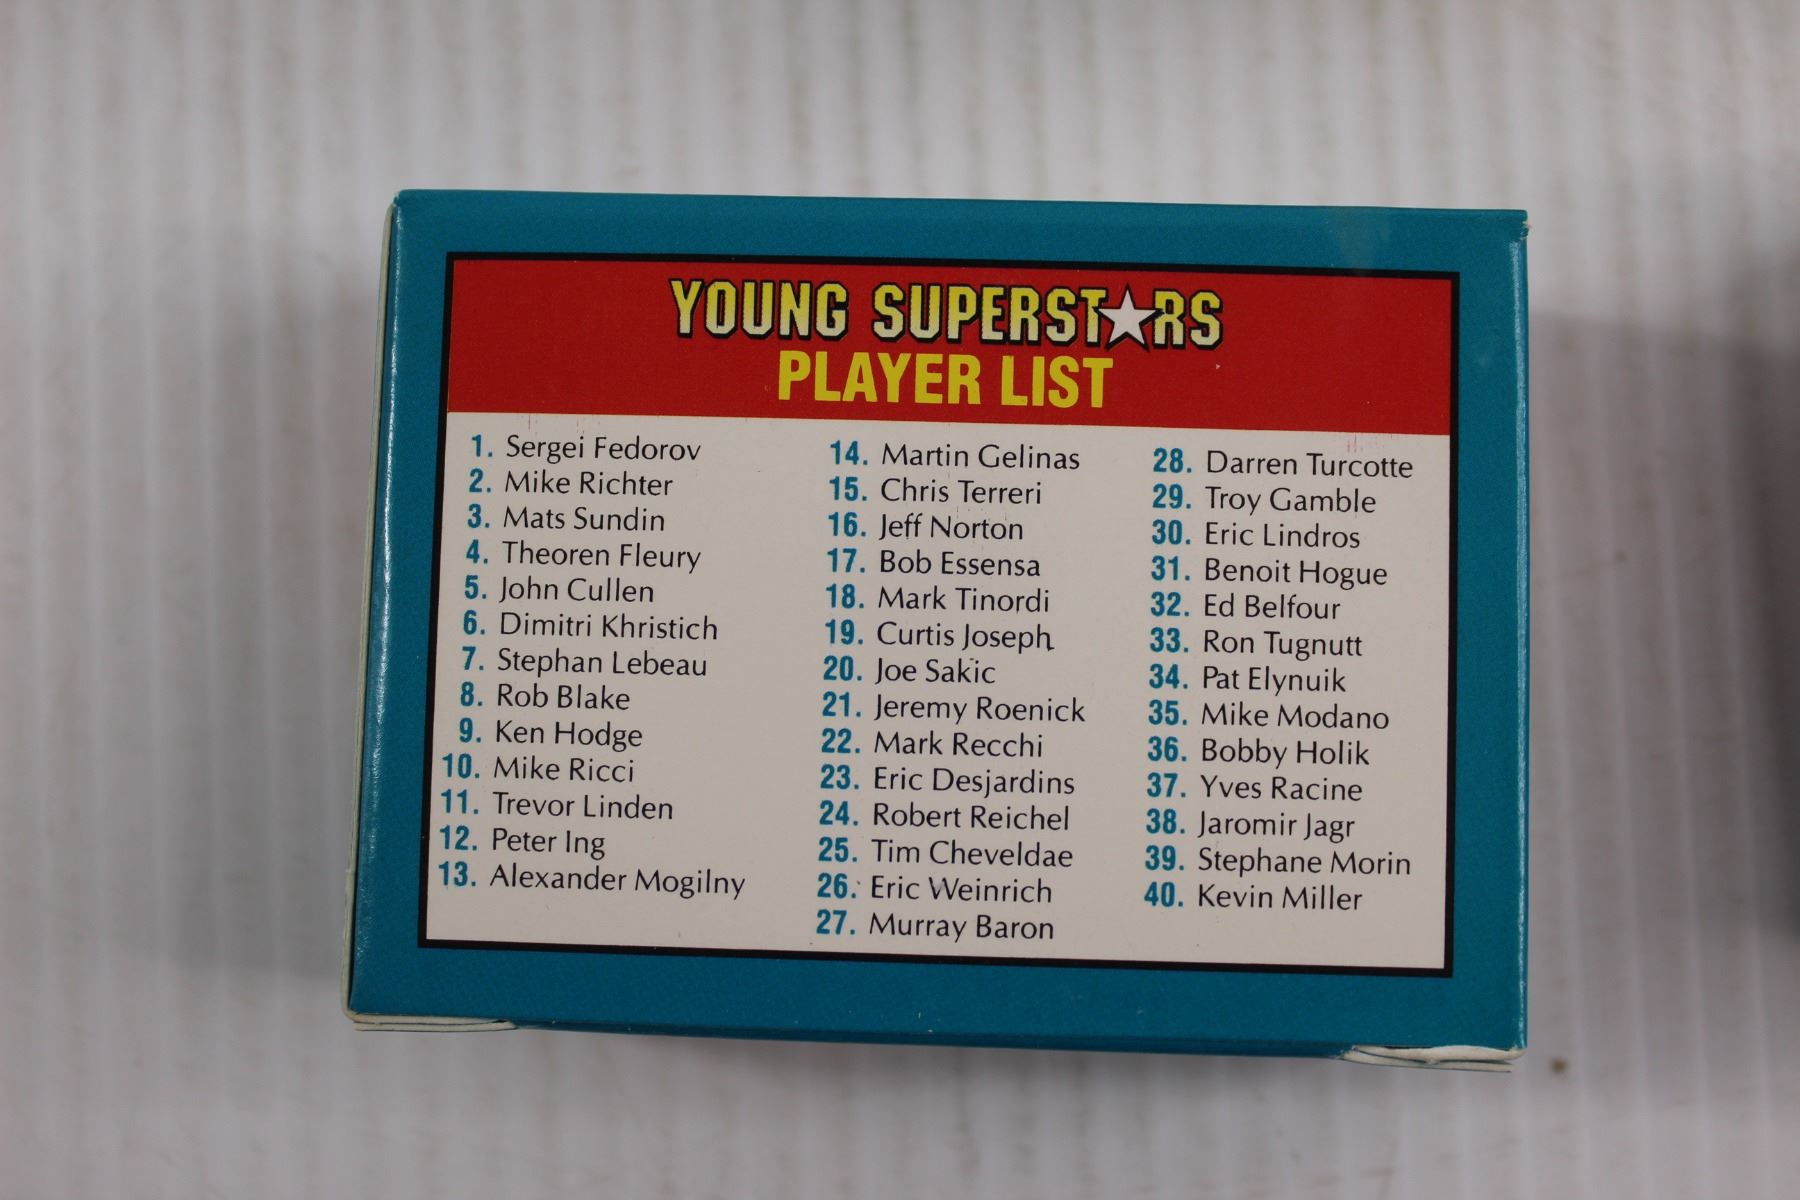 YOUNG SUPERSTARS
PLAYER LIST
1. Sergei Fedorov
2. Mike Richter
3. Mats Sundin
4. Theoren Fleury
5. John Cullen
6. Dimitri Khristich
7. Stephan Lebeau
8. Rob Blake
9. Ken Hodge
10. Mike Ricci
11. Trevor Linden
12. Peter Ing
13. Alexander Mogilny
14. Martin Gelinas
15. Chris Terreri
16. Jeff Norton
17. Bob Essensa
18. Mark Tinordi
19. Curtis Joseph
20. Joe Sakic
21. Jeremy Roenick
22. Mark Recchi
23. Eric Desjardins
24. Robert Reichel
25. Tim Cheveldae
26. Eric Weinrich
27. Murray Baron
28. Darren Turcotte
29. Troy Gamble
30. Eric Lindros
31. Benoit Hogue
32. Ed Belfour
33. Ron Tugnutt
34. Pat Elynuik
35. Mike Modano
36. Bobby Holik
37. Yves Racine
38. Jaromir Jagr
39. Stephane Morin
40. Kevin Miller